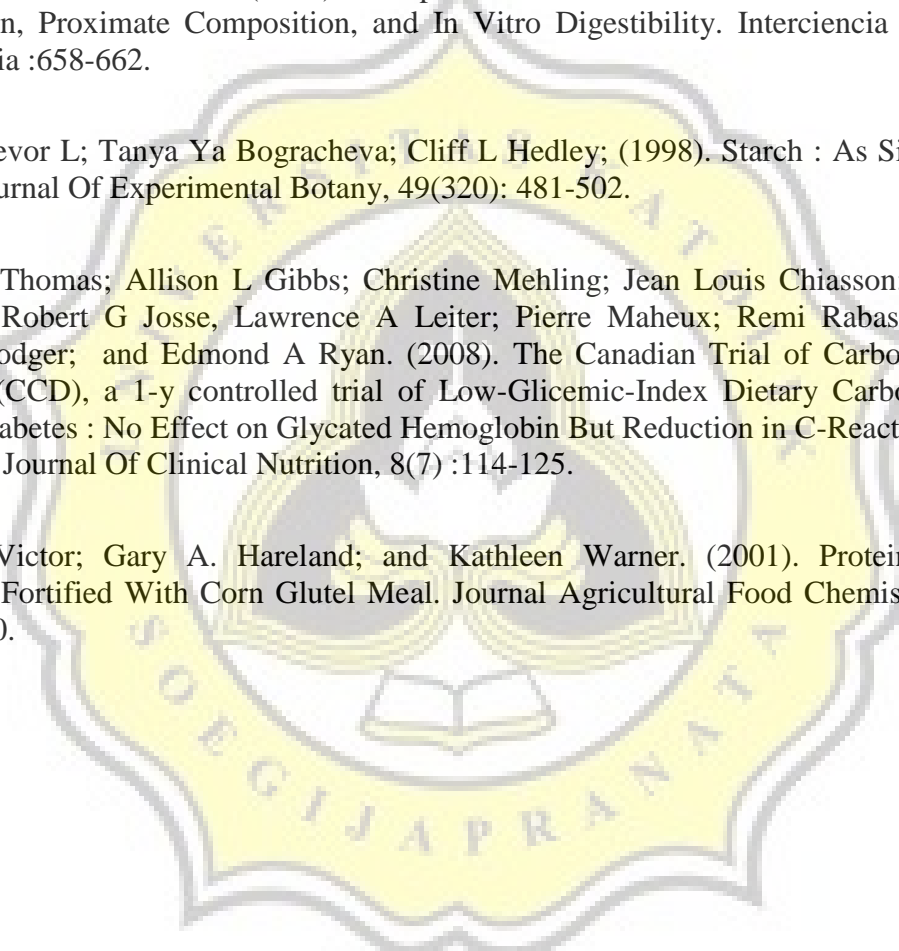 n, Proximate Composition, and In Vitro Digestibility. Interciencia
ia :658-662.
evor L; Tanya Ya Bogracheva; Cliff L Hedley; (1998). Starch : As Si
urnal Of Experimental Botany, 49(320): 481-502.
Thomas; Allison L Gibbs; Christine Mehling; Jean Louis Chiasson;
Robert G Josse, Lawrence A Leiter; Pierre Maheux; Remi Rabas
odger; and Edmond A Ryan. (2008). The Canadian Trial of Carbo
(CCD), a 1-y controlled trial of Low-Glicemic-Index Dietary Carbo
abetes : No Effect on Glycated Hemoglobin But Reduction in C-React
Journal Of Clinical Nutrition, 8(7) :114-125.
Victor; Gary A. Hareland; and Kathleen Warner. (2001). Protein
Fortified With Corn Glutel Meal. Journal Agricultural Food Chemis
0.
SOEGIJAPRANATA